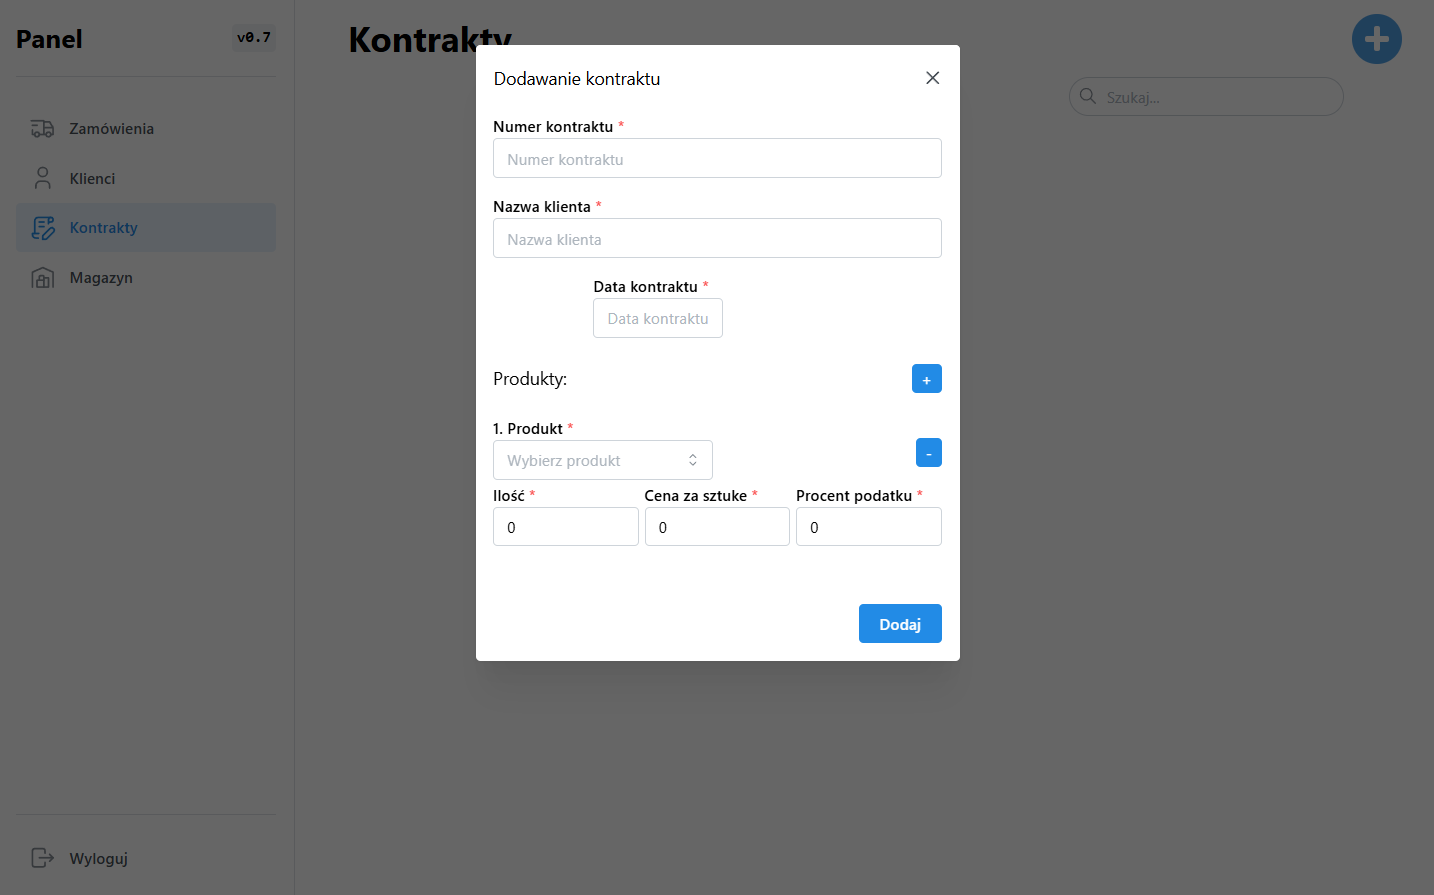 Panel
v0.7
Zamówienia
Klienci
Kontrakty
Magazyn
Wyloguj
Kontrakty
Szukaj...
Dodawanie kontraktu
Numer kontraktu *
Numer kontraktu
Nazwa klienta *
Nazwa klienta
Data kontraktu *
Data kontraktu
Produkty:
+
1. Produkt *
Wybierz produkt
-
Ilość * Cena za sztuke * Procent podatku *
0 0 0
Dodaj